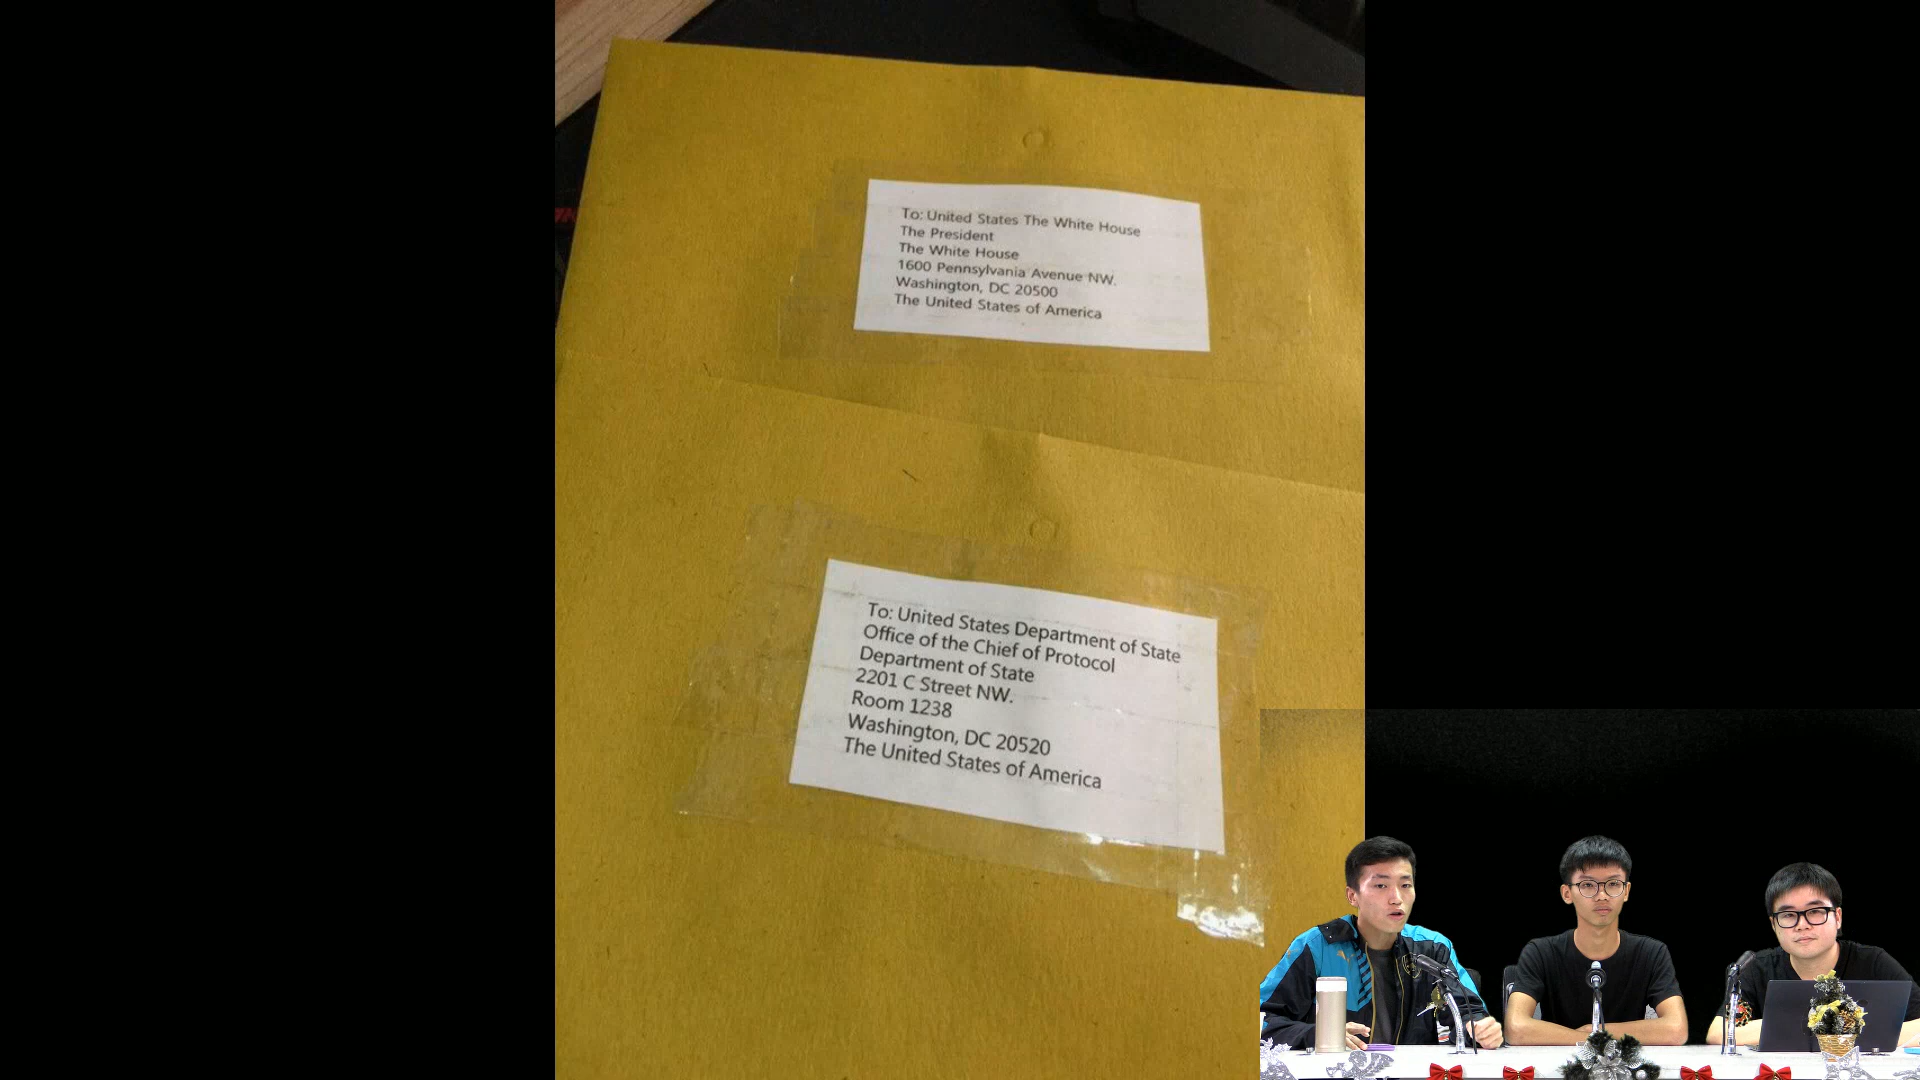 To: United States The White House
The President
The White House
1600 Pennsylvania Avenue NW.
Washington, DC 20500
The United States of America
To: United States Department of State
Office of the Chief of Protocol
Department of State
2201 C Street NW.
Room 1238
Washington, DC 20520
The United States of America